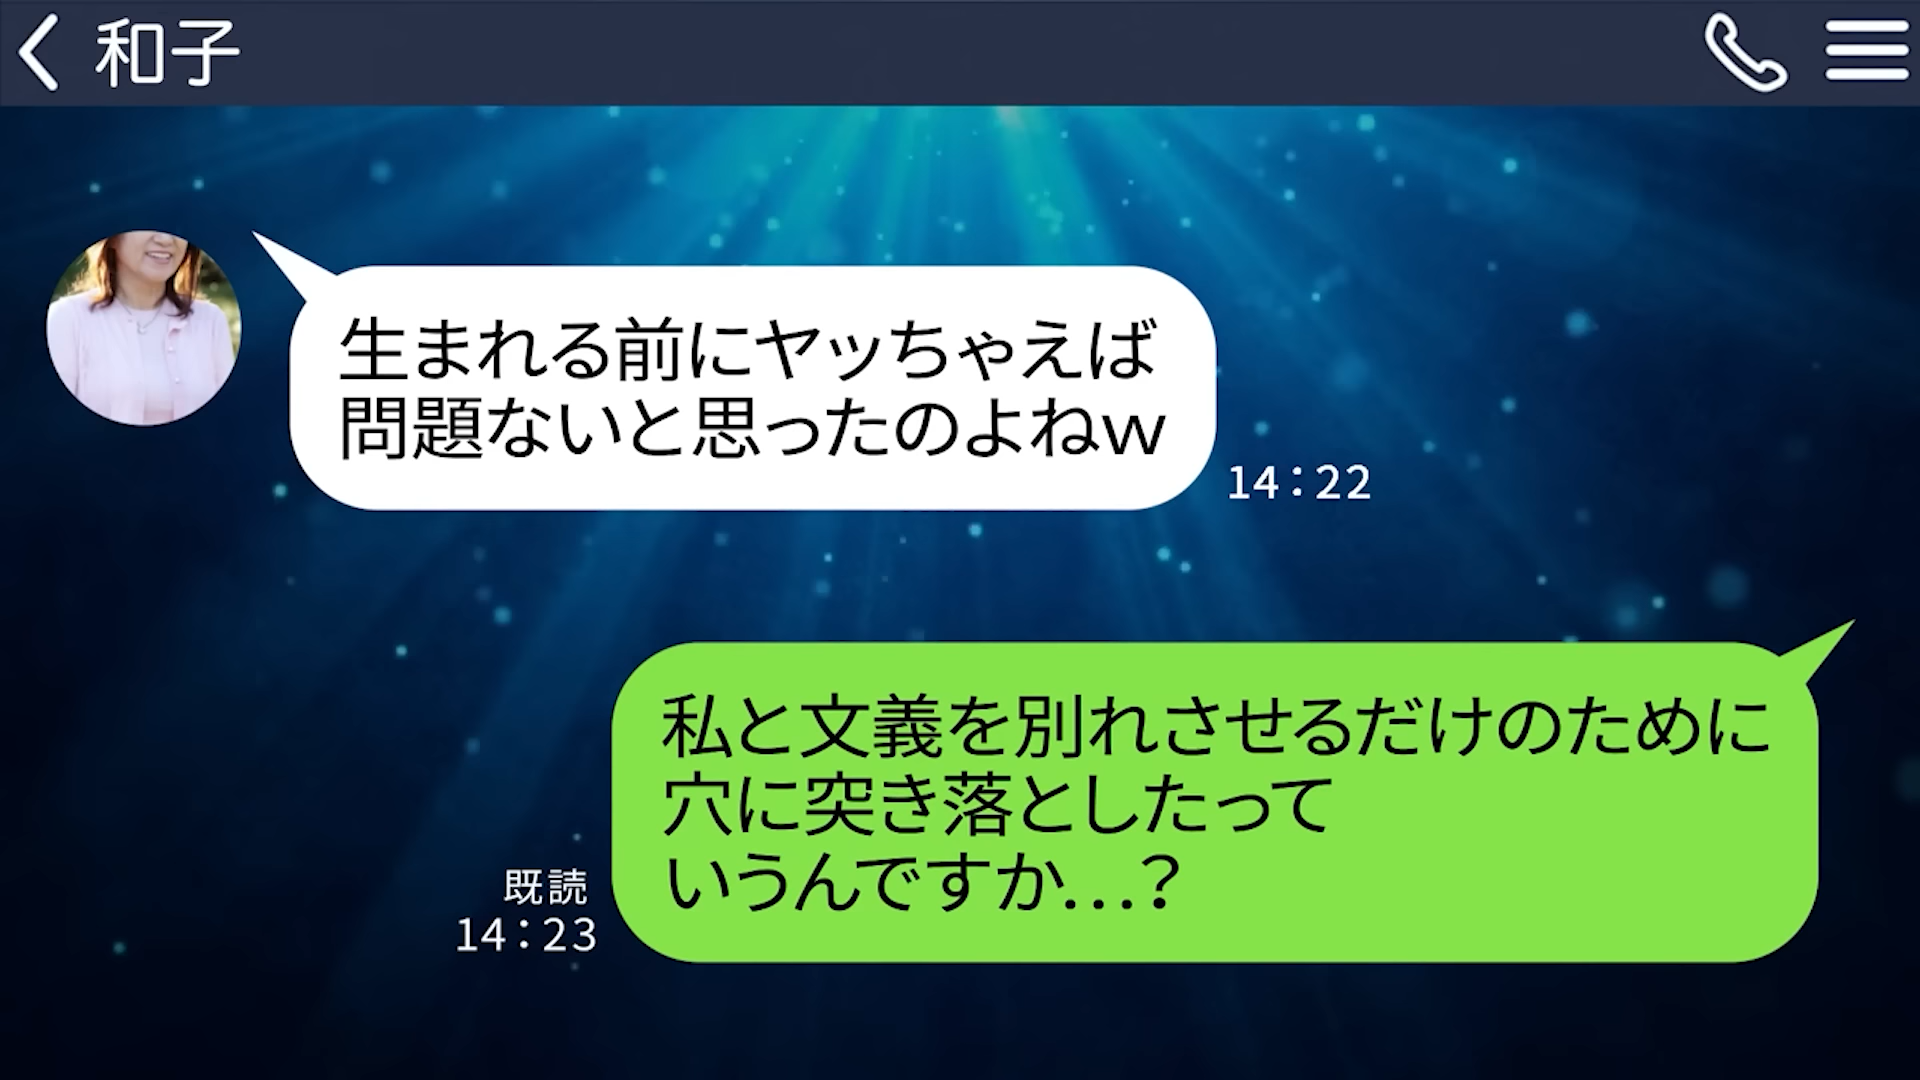 和子
生まれる前にヤッちゃえば
問題ないと思ったのよねw
14:22
私と文義を別れさせるだけのために
穴に突き落としたって
いうんですか…？
既読
14:23